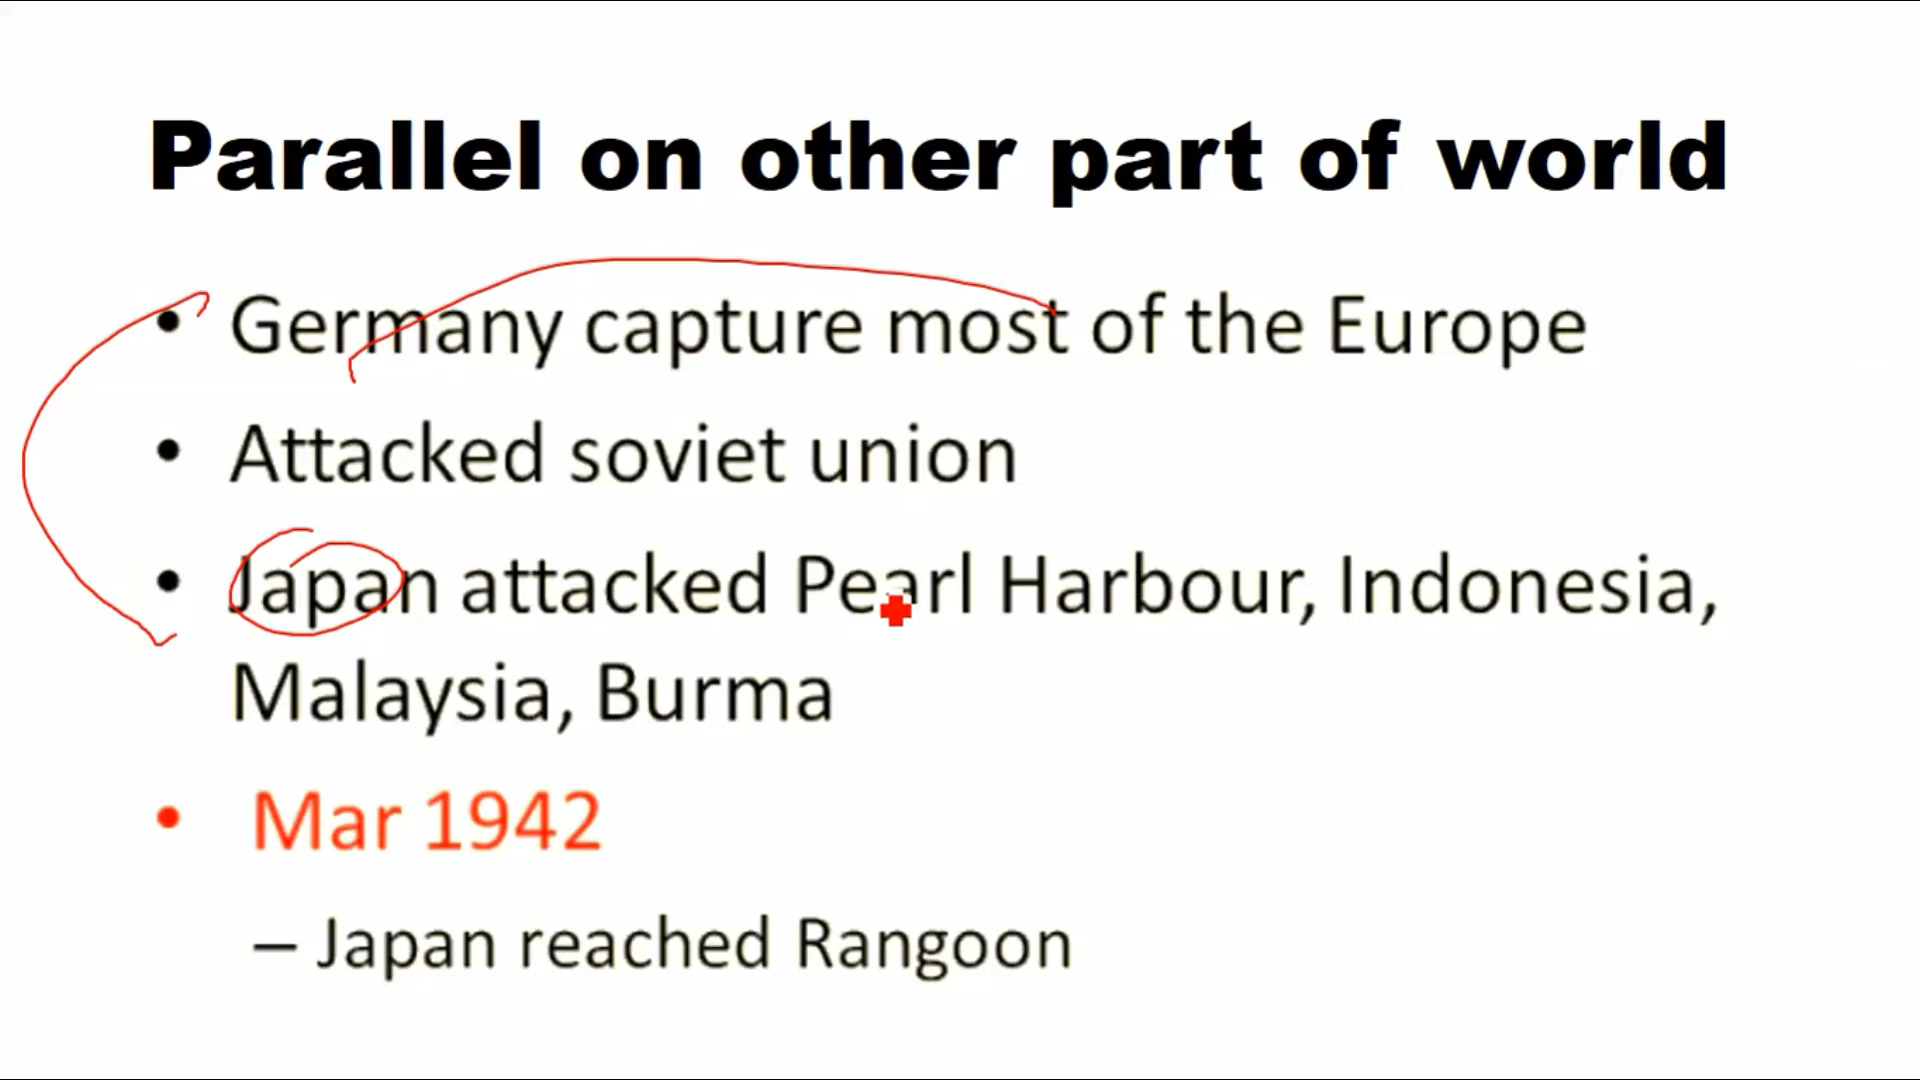 Parallel on other part of world
• Germany capture most of the Europe
• Attacked soviet union
• Japan attacked Pearl Harbour, Indonesia,
Malaysia, Burma
• Mar 1942
– Japan reached Rangoon